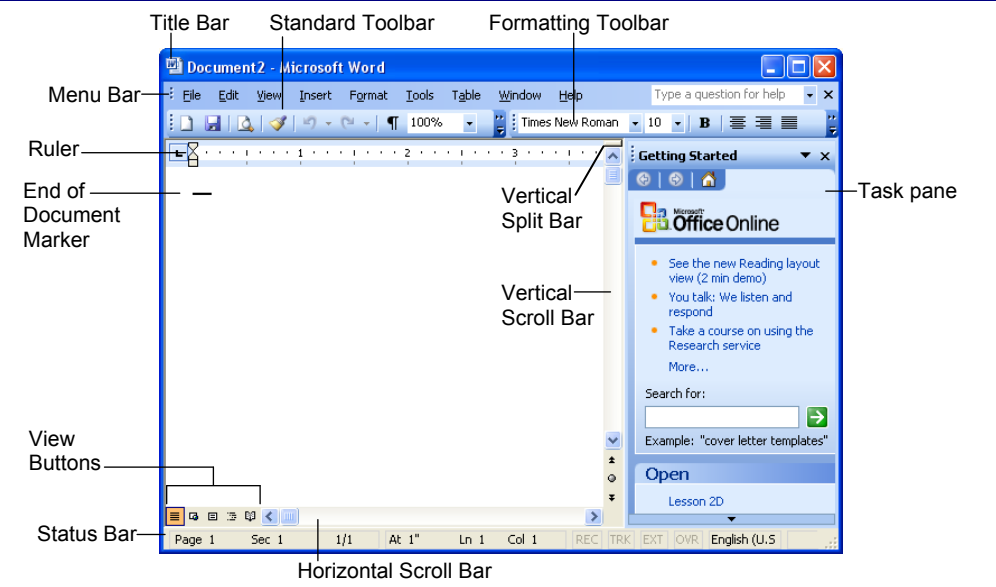 Title Bar Standard Toolbar Formatting Toolbar
Document2 - Microsoft Word
Menu Bar
File Edit View Insert Format Tools Table Window Help Type a question for help
100% Times New Roman 10 B
Ruler
1 2 3
Getting Started
End of
Document
Marker
Vertical
Split Bar
Task pane
Microsoft
Office Online
See the new Reading layout
view (2 min demo)
You talk: We listen and
respond
Take a course on using the
Research service
More...
Vertical
Scroll Bar
Search for:
Example: "cover letter templates"
View
Buttons
Open
Lesson 2D
Status Bar
Page 1 Sec 1 1/1 At 1" Ln 1 Col 1 REC TRK EXT OVR English (U.S
Horizontal Scroll Bar